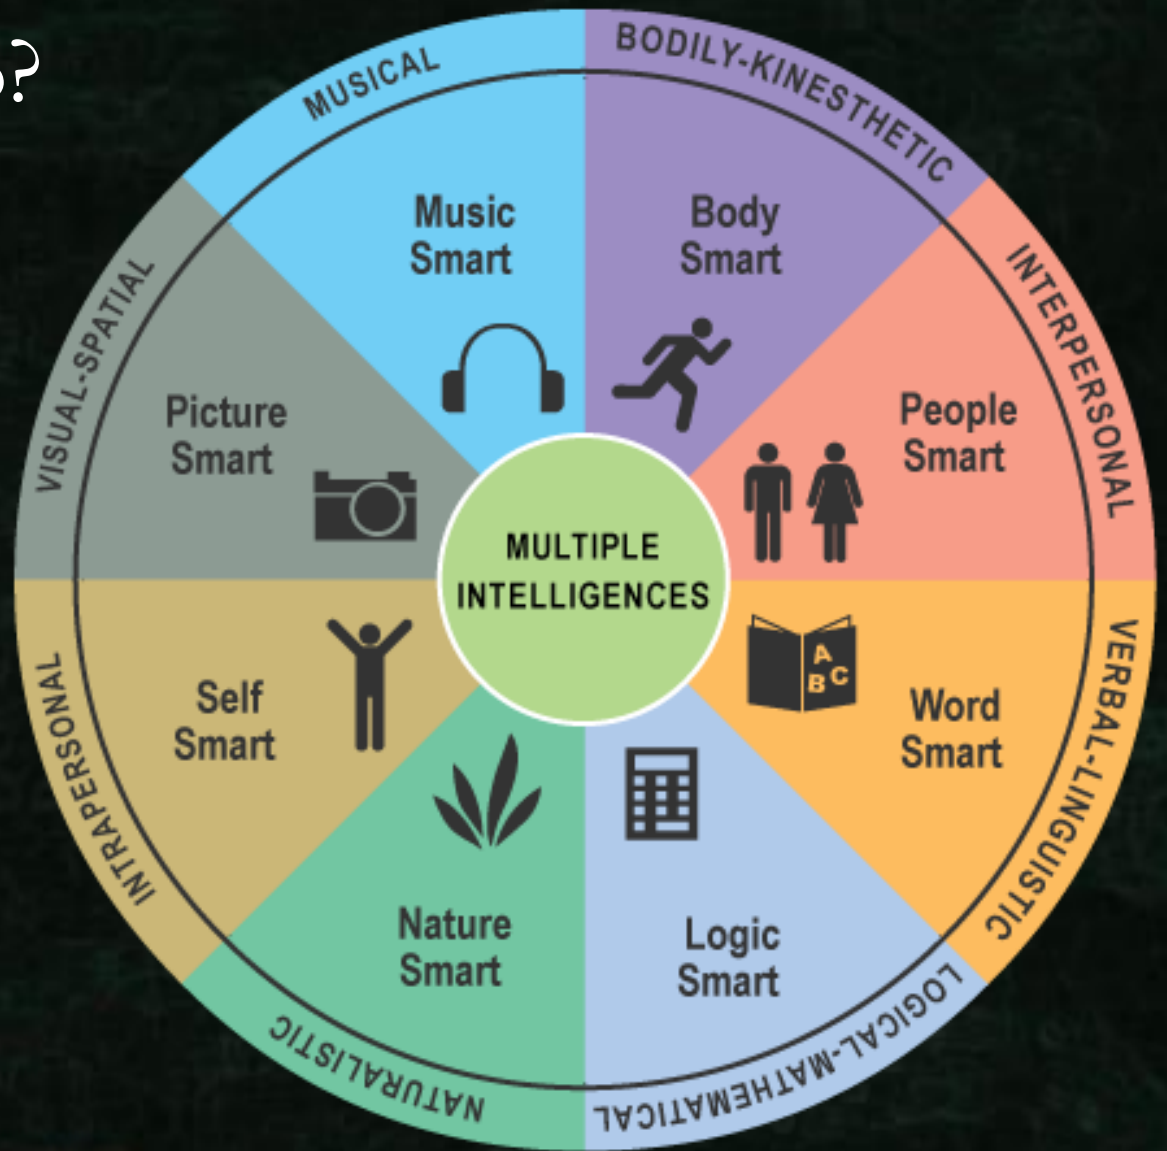 ?
MUSICAL
BODILY-KINESTHETIC
INTERPERSONAL
VERBAL-LINGUISTIC
LOGICAL-MATHEMATICAL
NATURALISTIC
INTRAPERSONAL
VISUAL-SPATIAL
Music
Smart
Body
Smart
People
Smart
Word
Smart
A
B C
Logic
Smart
Nature
Smart
Self
Smart
Picture
Smart
MULTIPLE
INTELLIGENCES